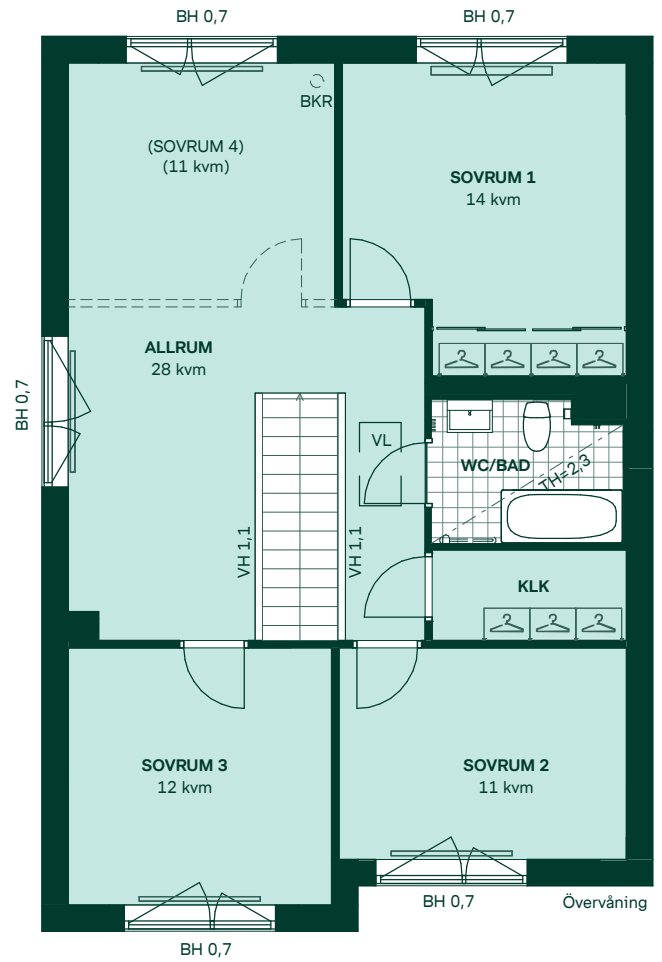 BH 0,7
BH 0,7
BKR
(SOVRUM 4)
(11 kvm)
SOVRUM 1
14 kvm
ALLRUM
28 kvm
BH 0,7
VL
WC/BAD
TH=2,3
VH 1,1
VH 1,1
KLK
SOVRUM 3
12 kvm
SOVRUM 2
11 kvm
BH 0,7
Övervåning
BH 0,7